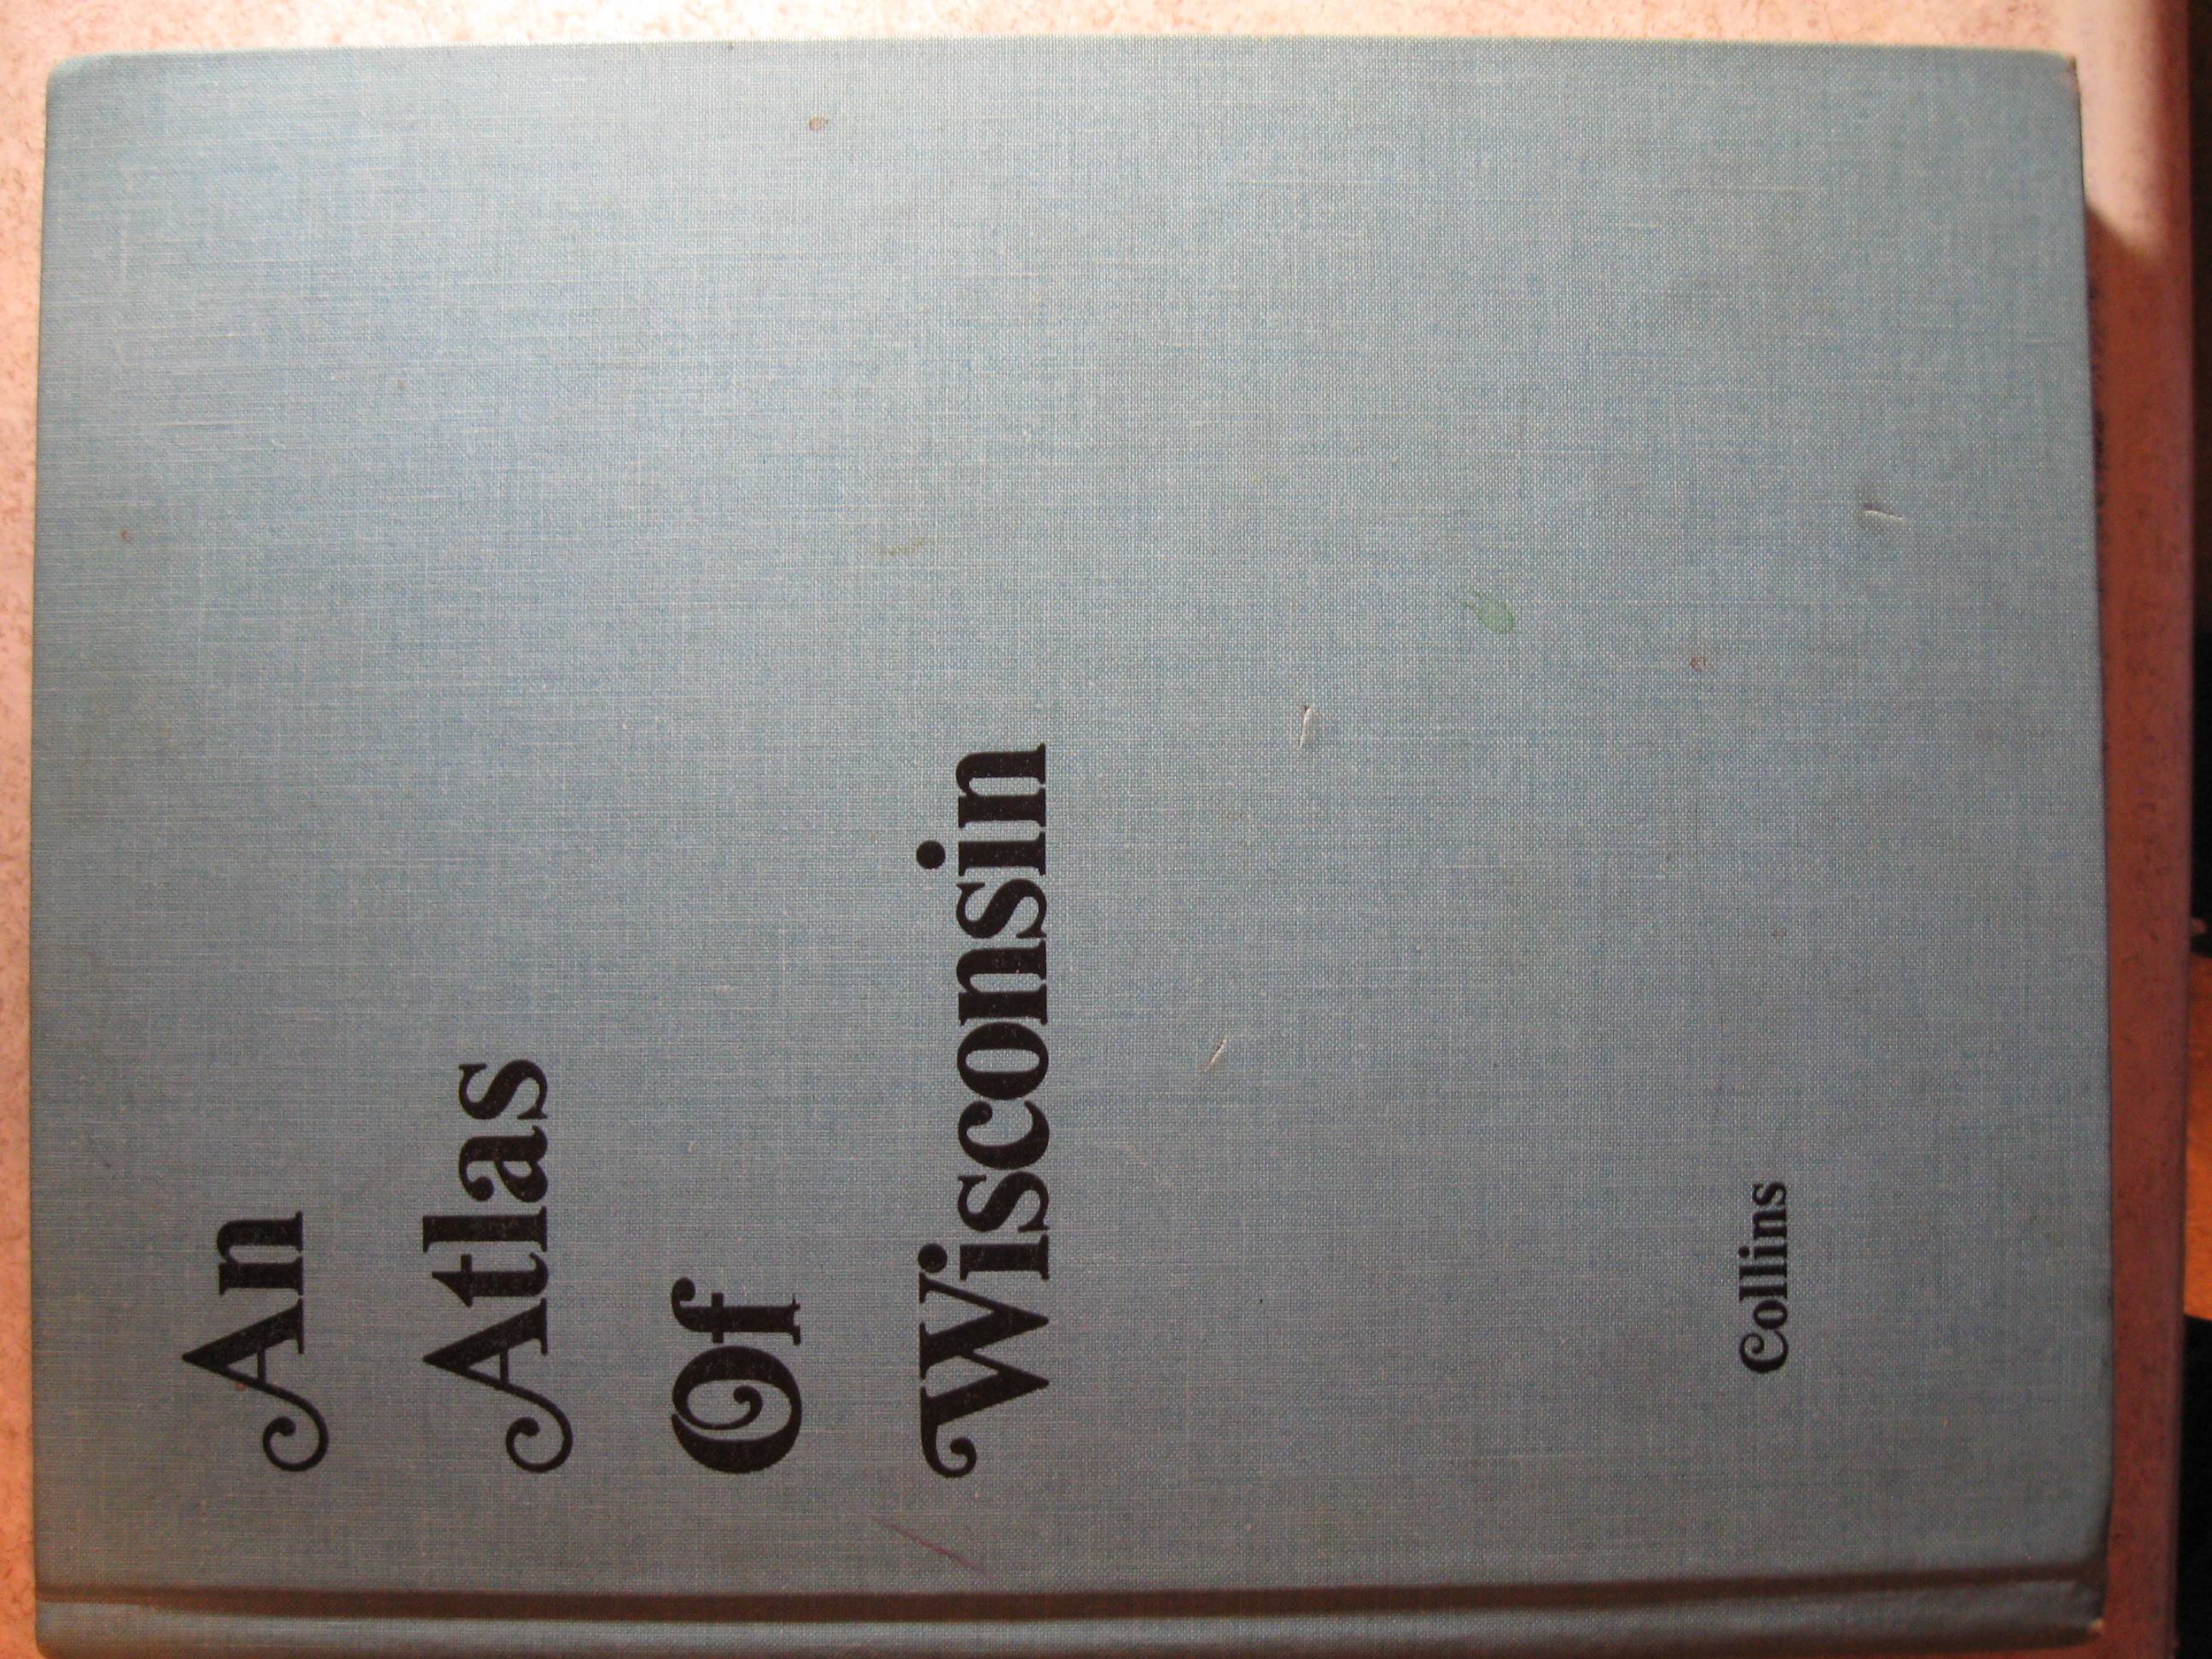 An
Atlas
Of
Wisconsin
Collins